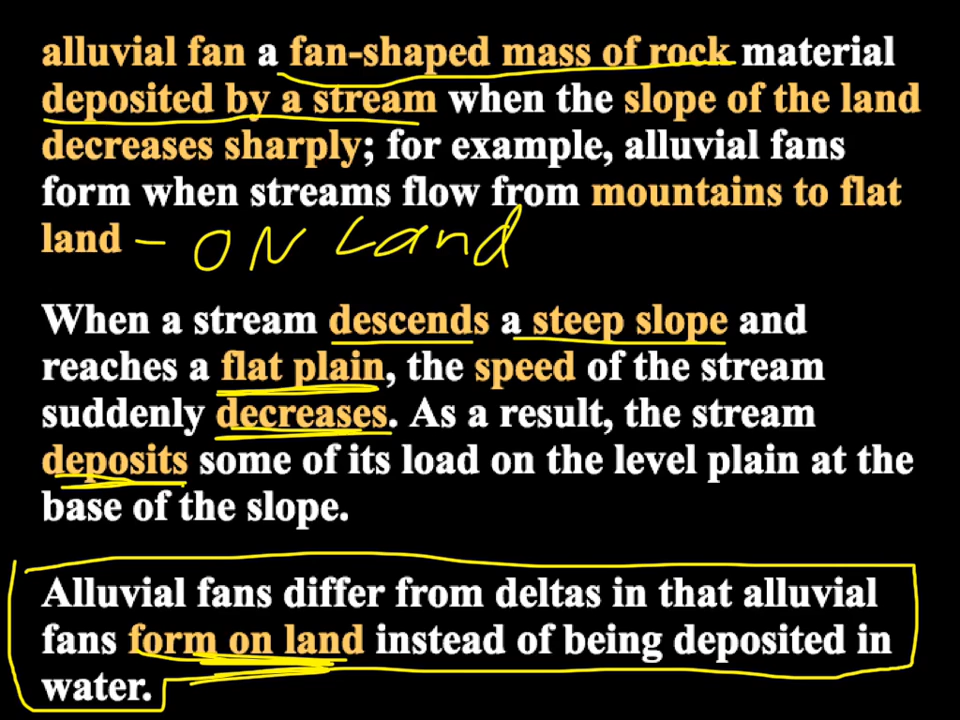 alluvial fan a fan-shaped mass of rock material
deposited by a stream when the slope of the land
decreases sharply; for example, alluvial fans
form when streams flow from mountains to flat
land - ON Land
When a stream descends a steep slope and
reaches a flat plain, the speed of the stream
suddenly decreases. As a result, the stream
deposits some of its load on the level plain at the
base of the slope.
Alluvial fans differ from deltas in that alluvial
fans form on land instead of being deposited in
water.